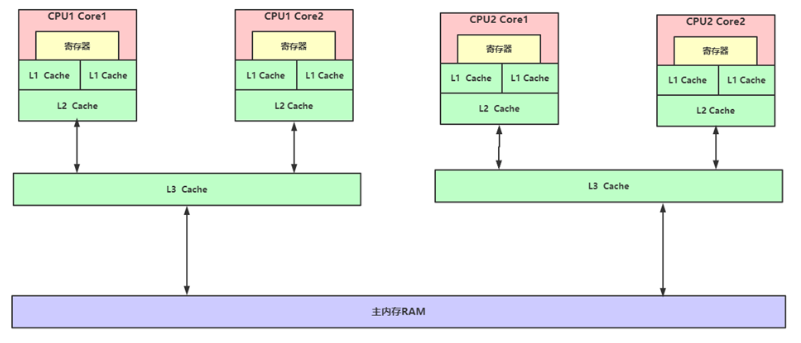 CPU1 Core1
CPU1 Core2
CPU2 Core1
CPU2 Core2
寄存器
寄存器
寄存器
寄存器
L1 Cache
L1 Cache
L1 Cache
L1 Cache
L1 Cache
L1 Cache
L1 Cache
L1 Cache
L2 Cache
L2 Cache
L2 Cache
L2 Cache
L3 Cache
L3 Cache
主内存RAM